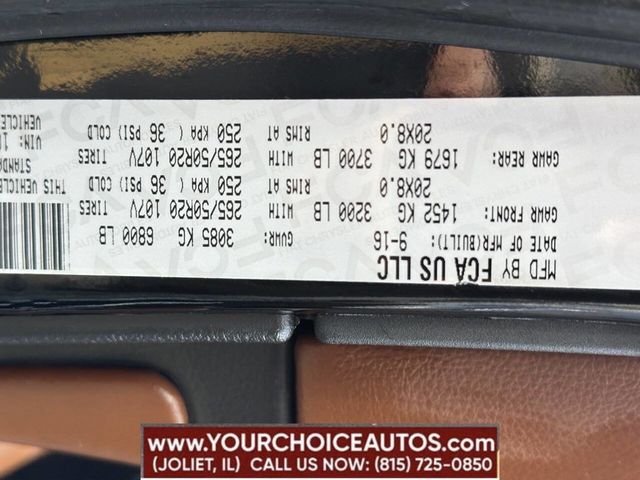 MFD BY FCA US LLC
DATE OF MFR(BUILT): 9-16 GVWR: 3085 KG 6800 LB
GAWR FRONT: 1452 KG 3200 LB WITH 265/50R20 107V TIRES THIS VEHICLE
20X8.0 RIMS AT 250 KPA ( 36 PSI) COLD STANDA
GAWR REAR: 1679 KG 3700 LB WITH 265/50R20 107V TIRES VIN:
20X8.0 RIMS AT 250 KPA ( 36 PSI) COLD VEHICLE
WWW.YOURCHOICEAUTOS.COM
(JOLIET, IL) CALL US NOW: (815) 725-0850